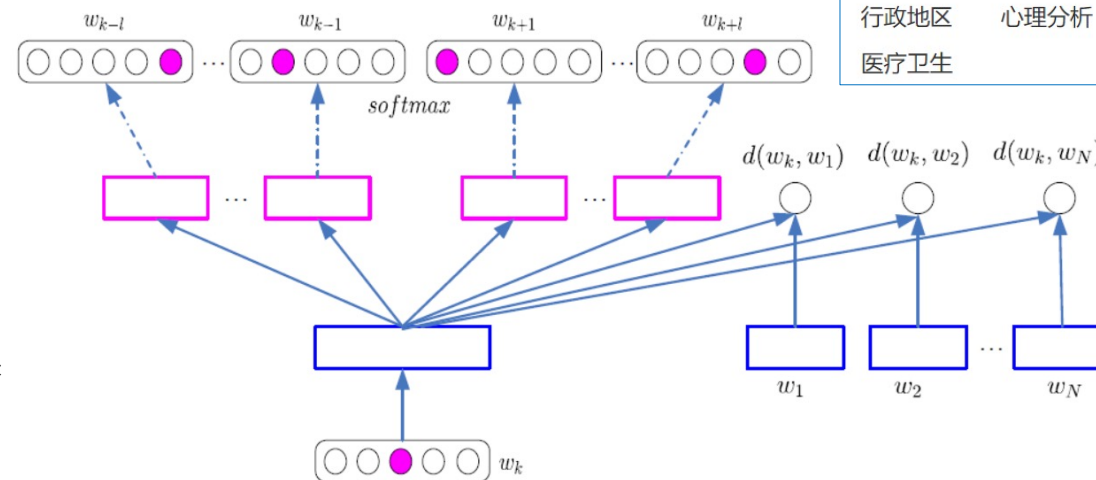 w_{k-l} w_{k-1} w_{k+1} w_{k+l}
行政地区 心理分析
医疗卫生
... ...
softmax
d(w_k, w_1) d(w_k, w_2) d(w_k, w_N)
... ...
...
w_1 w_2 w_N
w_k